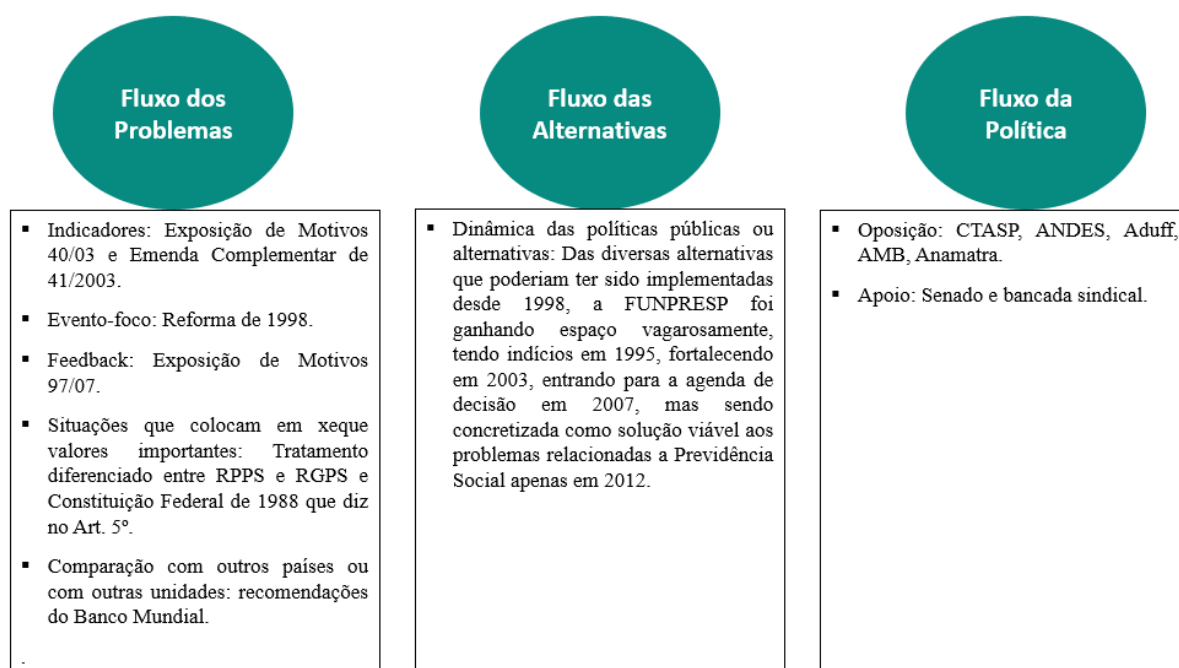 Fluxo dos
Problemas
▪ Indicadores: Exposição de Motivos
40/03 e Emenda Complementar de
41/2003.
▪ Evento-foco: Reforma de 1998.
▪ Feedback: Exposição de Motivos
97/07.
▪ Situações que colocam em xeque
valores importantes: Tratamento
diferenciado entre RPPS e RGPS e
Constituição Federal de 1988 que diz
no Art. 5º.
▪ Comparação com outros países ou
com outras unidades: recomendações
do Banco Mundial.
.
Fluxo das
Alternativas
▪ Dinâmica das políticas públicas ou
alternativas: Das diversas alternativas
que poderiam ter sido implementadas
desde 1998, a FUNPRESP foi
ganhando espaço vagarosamente,
tendo indícios em 1995, fortalecendo
em 2003, entrando para a agenda de
decisão em 2007, mas sendo
concretizada como solução viável aos
problemas relacionadas a Previdência
Social apenas em 2012.
Fluxo da
Política
▪ Oposição: CTASP, ANDES, Aduff,
AMB, Anamatra.
▪ Apoio: Senado e bancada sindical.